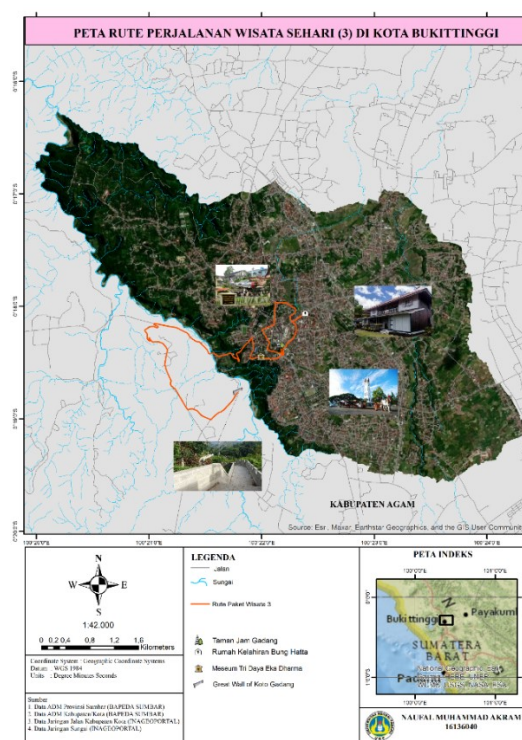 PETA RUTE PERJALANAN WISATA SEHARI (3) DI KOTA BUKITTINGGI
KABUPATEN AGAM
Source: Esri, Maxar, Earthstar Geographics, and the GIS User Communit
N
W E
S
1:42.000
0 0,2 0,4 0,8 1,2 1,6
Kilometers
Coordinate System : Geographic Coordinate Systems
Datum : WGS 1984
Units : Degree Minutes Seconds
Sumber
1. Data ADM Provinsi Sumbar (BAPEDA SUMBAR)
2. Data ADM Kabupaten/Kota (BAPEDA SUMBAR)
3. Data Jaringan Jalan Kabupaten/Kota (INAGEOPORTAL)
4. Data Jaringan Sungai (INAGEOPORTAL)
LEGENDA
Jalan
Sungai
Rute Paket Wisata 3
Taman Jam Gadang
Rumah Kelahiran Bung Hatta
Meseum Tri Daya Eka Dharma
Great Wall of Koto Gadang
PETA INDEKS
Bukittinggi
Payakumb
SUMATERA
BARAT
Padang
NAUFAL MUHAMMAD AKRAM
16136040